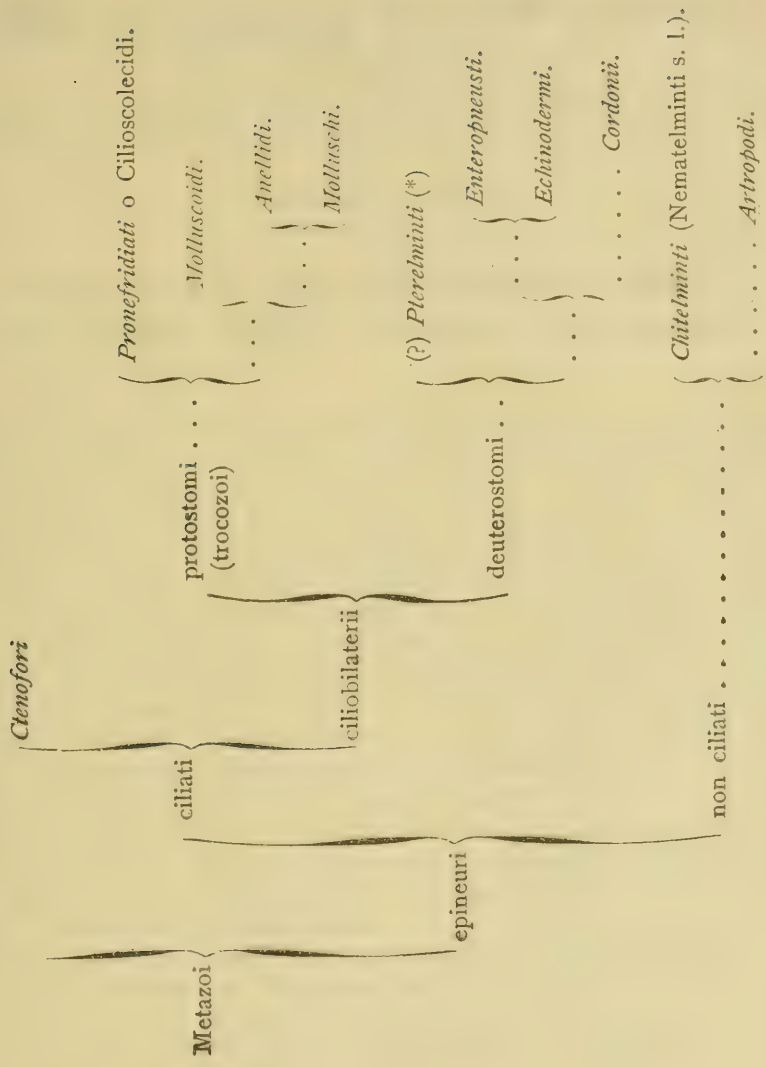 Ctenofori
Pronefridiati o Cilioscolecidi.
Metazoi
ciliati
protostomi . . .
(trocozoi)
Molluscoidi.
. . .
Anellidi.
. . .
Molluschi.
ciliobilaterii
(?) Pterelminti (*)
epineuri
deuterostomi . .
Enteropneusti.
. . .
Echinodermi.
. . .
. . . . . . Cordonii.
Chitelminti (Nematelminti s. l.).
non ciliati . . . . . . . . . . . . .
. . . . . . . Artropodi.